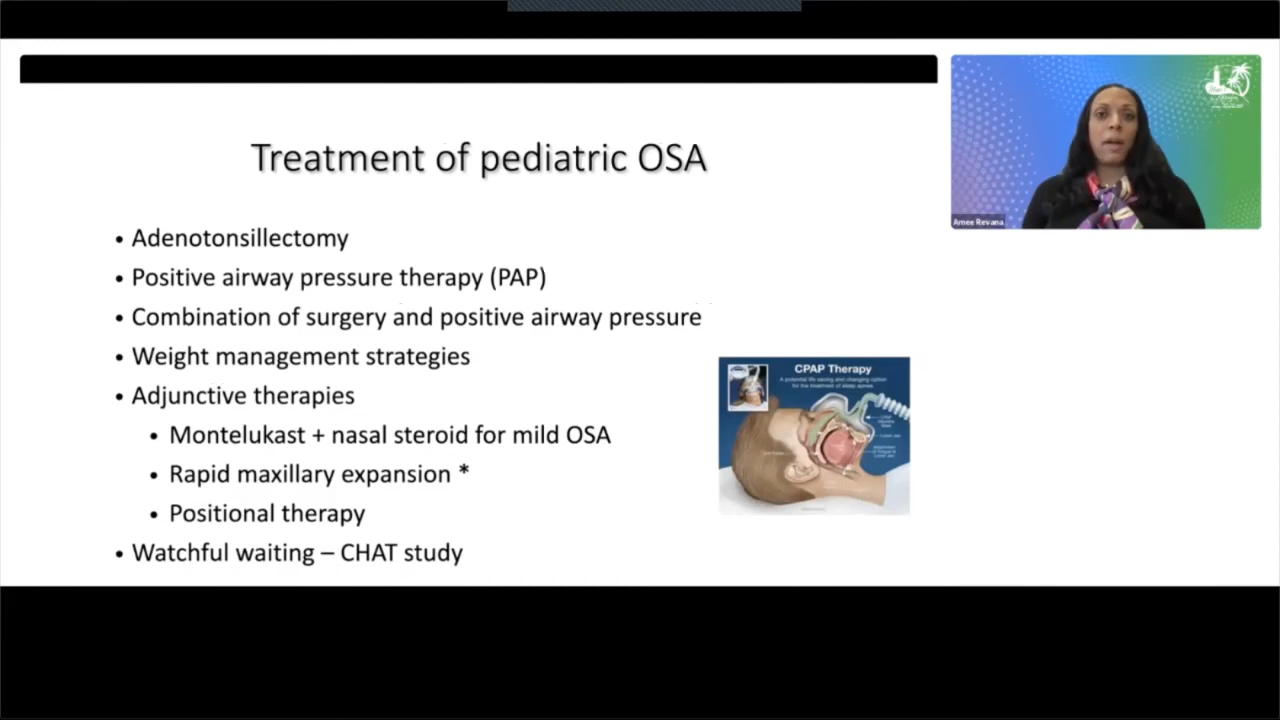 Treatment of pediatric OSA
• Adenotonsillectomy
• Positive airway pressure therapy (PAP)
• Combination of surgery and positive airway pressure
• Weight management strategies
• Adjunctive therapies
• Montelukast + nasal steroid for mild OSA
• Rapid maxillary expansion *
• Positional therapy
• Watchful waiting – CHAT study
CPAP Therapy
A potential life saving and changing option
for the treatment of sleep apnea
Amee Revana